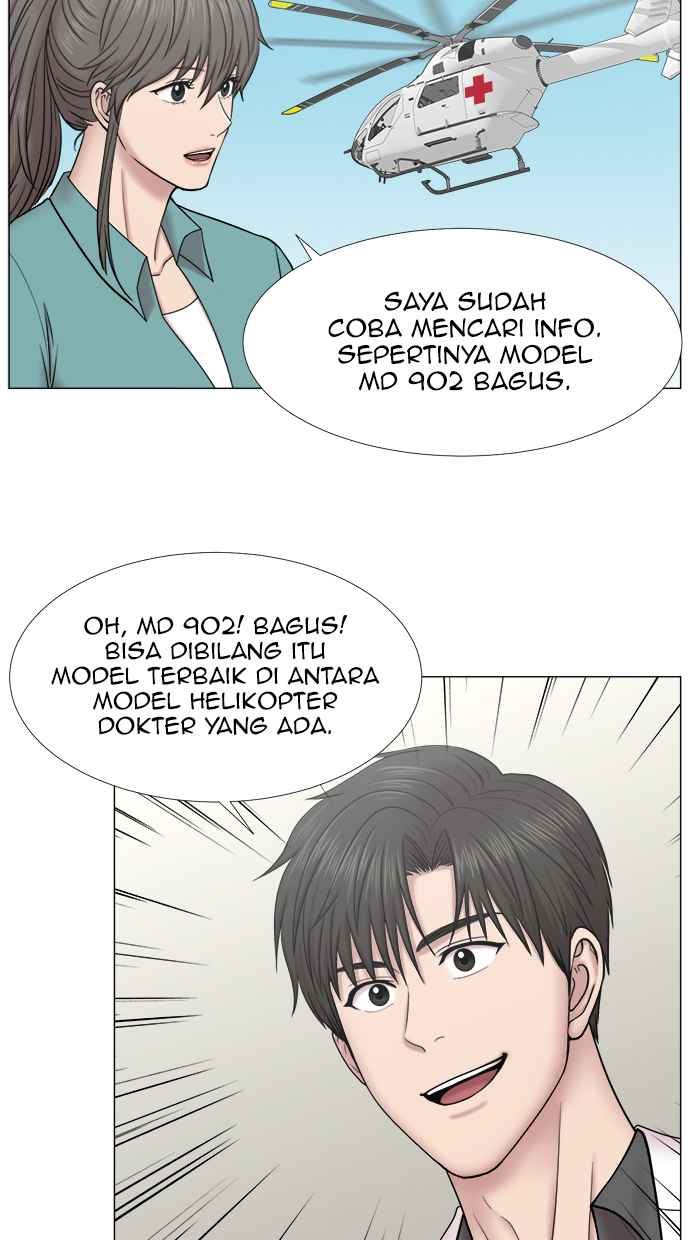 SAYA SUDAH
COBA MENCARI INFO.
SEPERTINYA MODEL
MD 902 BAGUS.
OH, MD 902! BAGUS!
BISA DIBILANG ITU
MODEL TERBAIK DI ANTARA
MODEL HELIKOPTER
DOKTER YANG ADA.